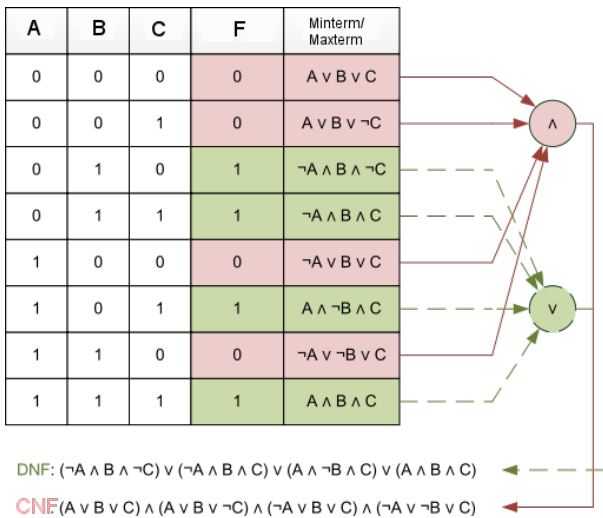 A B C F Minterm/
Maxterm
0 0 0 0 A ∨ B ∨ C
0 0 1 0 A ∨ B ∨ ¬C
∧
0 1 0 1 ¬A ∧ B ∧ ¬C
0 1 1 1 ¬A ∧ B ∧ C
1 0 0 0 ¬A ∨ B ∨ C
1 0 1 1 A ∧ ¬B ∧ C
∨
1 1 0 0 ¬A ∨ ¬B ∨ C
1 1 1 1 A ∧ B ∧ C
DNF: (¬A ∧ B ∧ ¬C) ∨ (¬A ∧ B ∧ C) ∨ (A ∧ ¬B ∧ C) ∨ (A ∧ B ∧ C)
CNF: (A ∨ B ∨ C) ∧ (A ∨ B ∨ ¬C) ∧ (¬A ∨ B ∨ C) ∧ (¬A ∨ ¬B ∨ C)